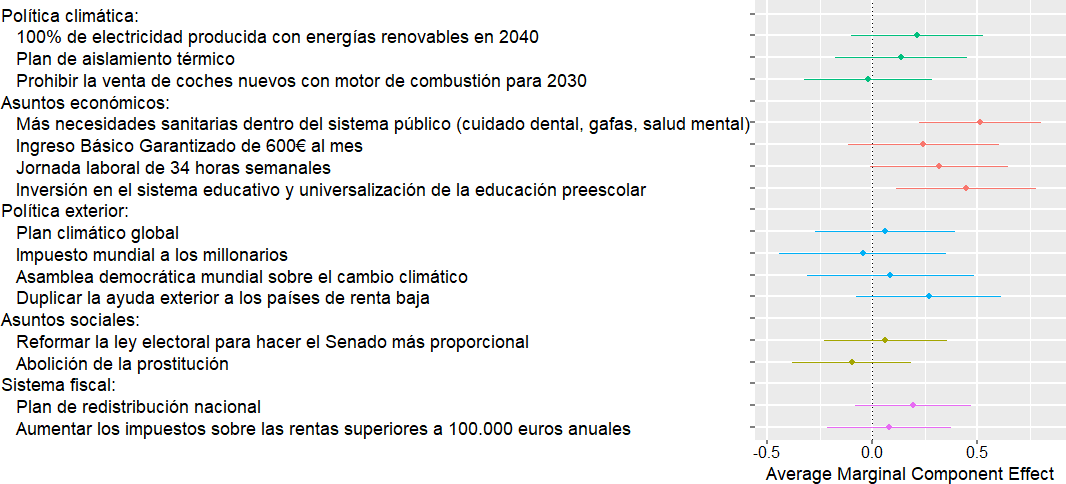 Política climática:
100% de electricidad producida con energías renovables en 2040
Plan de aislamiento térmico
Prohibir la venta de coches nuevos con motor de combustión para 2030
Asuntos económicos:
Más necesidades sanitarias dentro del sistema público (cuidado dental, gafas, salud mental)
Ingreso Básico Garantizado de 600€ al mes
Jornada laboral de 34 horas semanales
Inversión en el sistema educativo y universalización de la educación preescolar
Política exterior:
Plan climático global
Impuesto mundial a los millonarios
Asamblea democrática mundial sobre el cambio climático
Duplicar la ayuda exterior a los países de renta baja
Asuntos sociales:
Reformar la ley electoral para hacer el Senado más proporcional
Abolición de la prostitución
Sistema fiscal:
Plan de redistribución nacional
Aumentar los impuestos sobre las rentas superiores a 100.000 euros anuales
-0.5 0.0 0.5
Average Marginal Component Effect